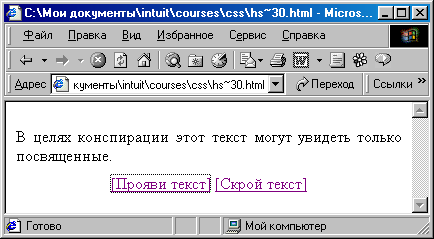 C:\Мои документы\intuit\courses\css\hs~30.html - Micros...
Файл Правка Вид Избранное Сервис Справка
Адрес кументы\intuit\courses\css\hs~30.html Переход Ссылки »
В целях конспирации этот текст могут увидеть только
посвященные.
[Прояви текст] [Скрой текст]
Готово Мой компьютер